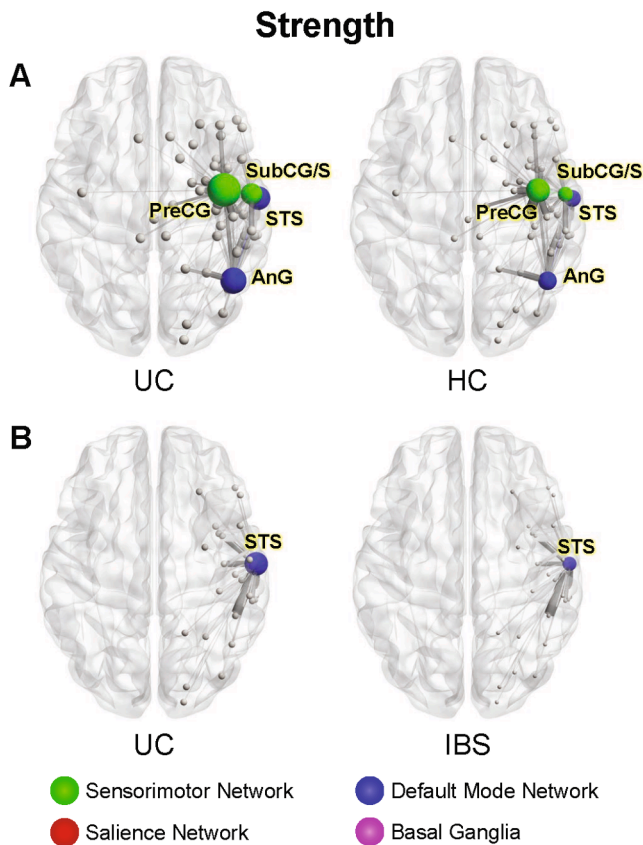 Strength
A
SubCG/S
PreCG
STS
AnG
UC
SubCG/S
PreCG
STS
AnG
HC
B
STS
UC
STS
IBS
Sensorimotor Network
Default Mode Network
Salience Network
Basal Ganglia